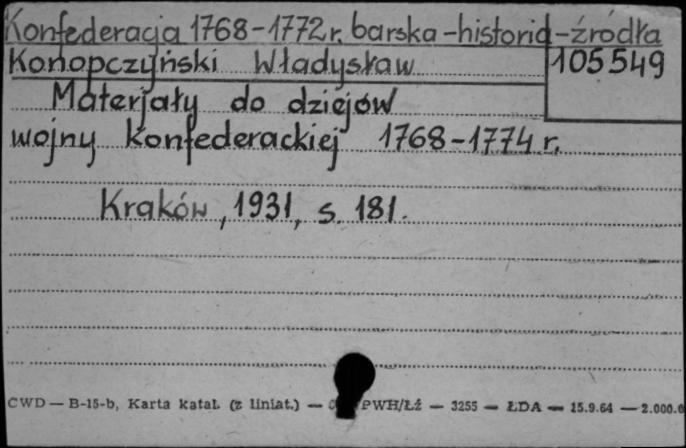 Konfederacja 1768-1772 r. barska - historia - źródła
Konopczyński Władysław
105549
Materjały do dziejów
wojny konfederackiej 1768-1774 r.
Kraków, 1931, s. 181.
CWD — B-15-b, Karta katal. (z liniat.) — PWH/Łź — 3255 — ŁDA — 15.9.64 — 2.000.0